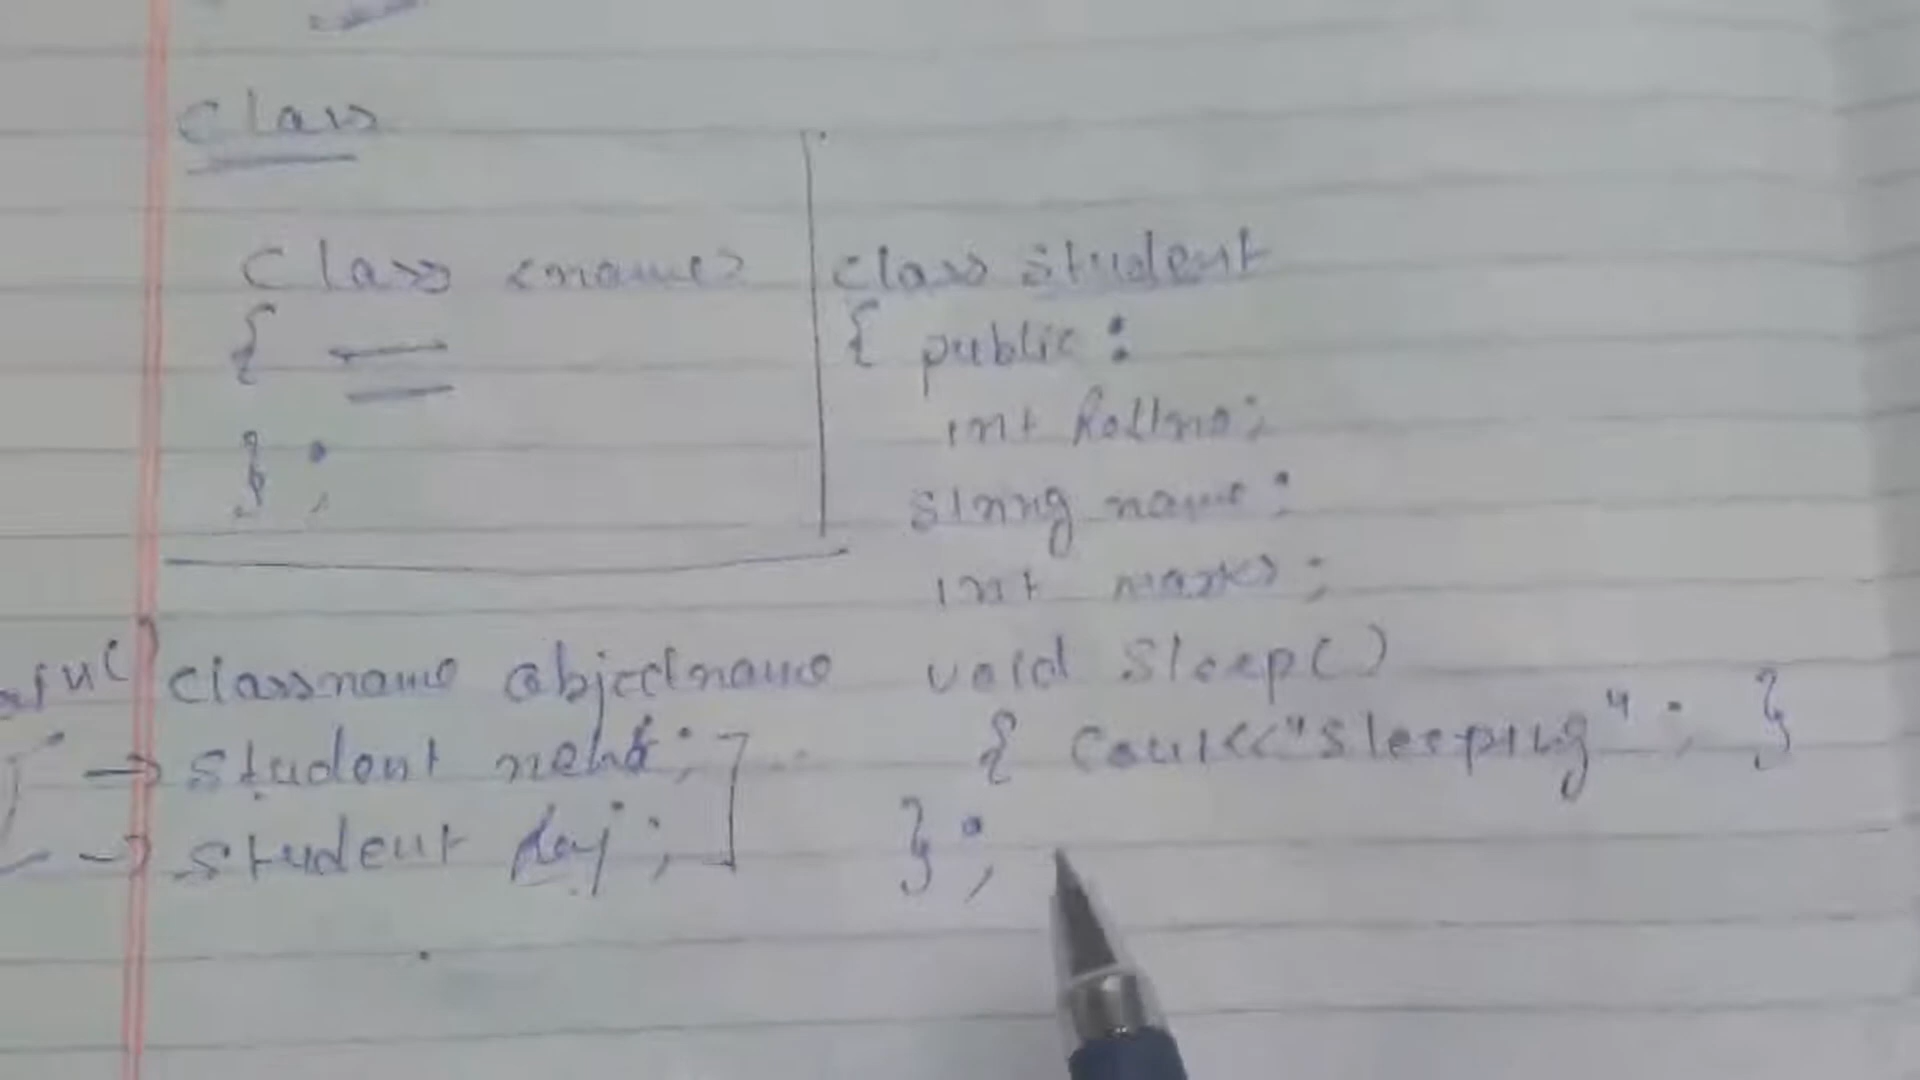 Class
Class <name>
{
} ;
class student
{ public :
int Rollno;
string name;
int marks;
void Sleep()
{ cout<<"sleeping" ; }
} ;
classname objectname
→ student neha;
→ student Raj;